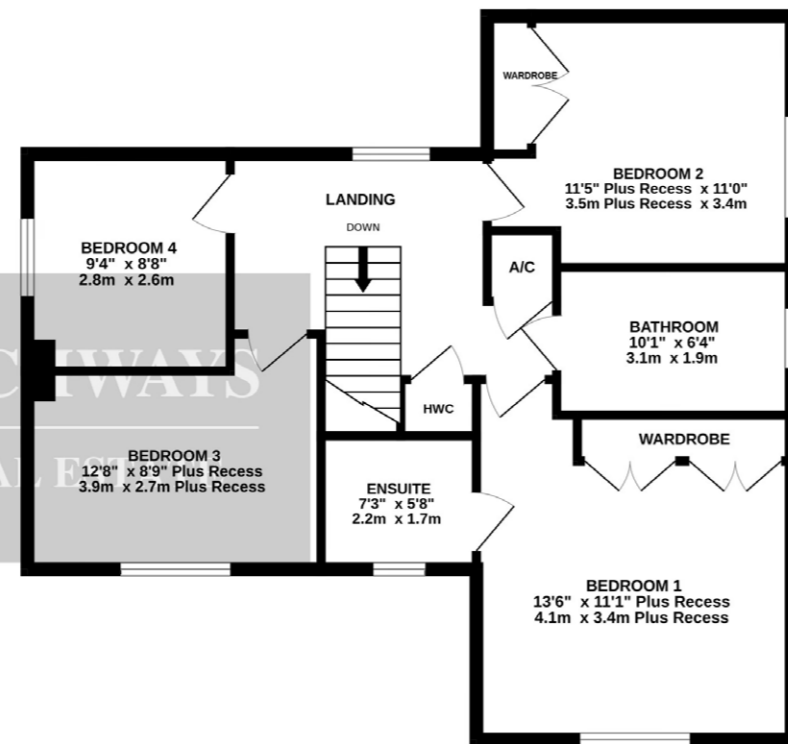 WARDROBE
BEDROOM 2
11'5" Plus Recess x 11'0"
3.5m Plus Recess x 3.4m
LANDING
DOWN
BEDROOM 4
9'4" x 8'8"
2.8m x 2.6m
A/C
BATHROOM
10'1" x 6'4"
3.1m x 1.9m
HWC
WARDROBE
BEDROOM 3
12'8" x 8'9" Plus Recess
3.9m x 2.7m Plus Recess
ENSUITE
7'3" x 5'8"
2.2m x 1.7m
BEDROOM 1
13'6" x 11'1" Plus Recess
4.1m x 3.4m Plus Recess